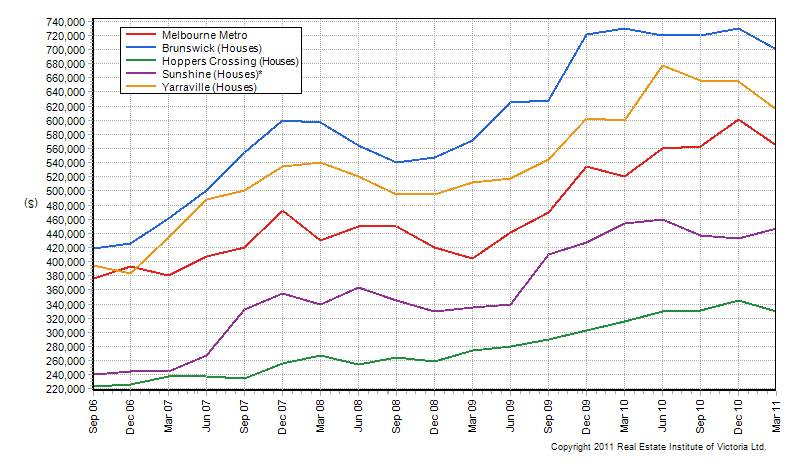 740,000
720,000
700,000
680,000
660,000
640,000
620,000
600,000
580,000
560,000
540,000
520,000
500,000
480,000
460,000
440,000
420,000
400,000
380,000
360,000
340,000
320,000
300,000
280,000
260,000
240,000
220,000
($)
Melbourne Metro
Brunswick (Houses)
Hoppers Crossing (Houses)
Sunshine (Houses)*
Yarraville (Houses)
Sep 06
Dec 06
Mar 07
Jun 07
Sep 07
Dec 07
Mar 08
Jun 08
Sep 08
Dec 08
Mar 09
Jun 09
Sep 09
Dec 09
Mar 10
Jun 10
Sep 10
Dec 10
Mar 11
Copyright 2011 Real Estate Institute of Victoria Ltd.